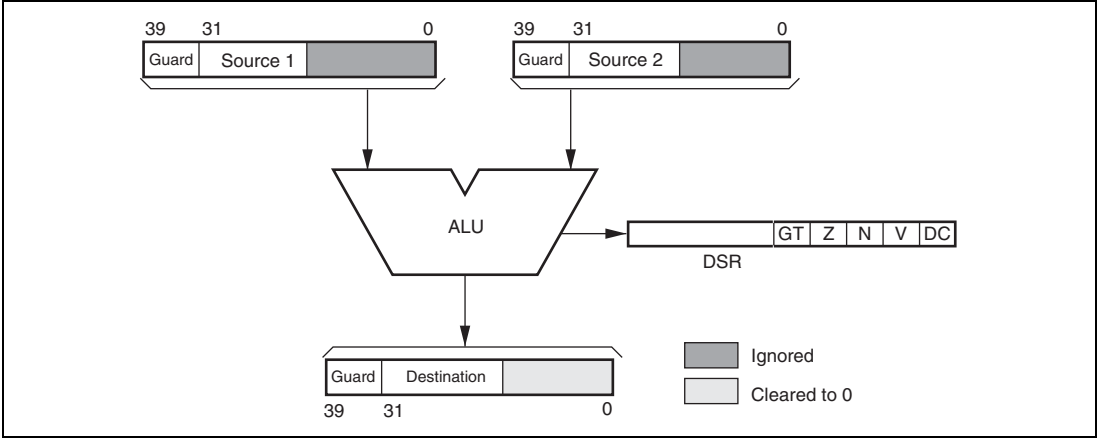 39 31 0 39 31 0
Guard Source 1 Guard Source 2
ALU
GT Z N V DC
DSR
Ignored
Guard Destination
Cleared to 0
39 31 0